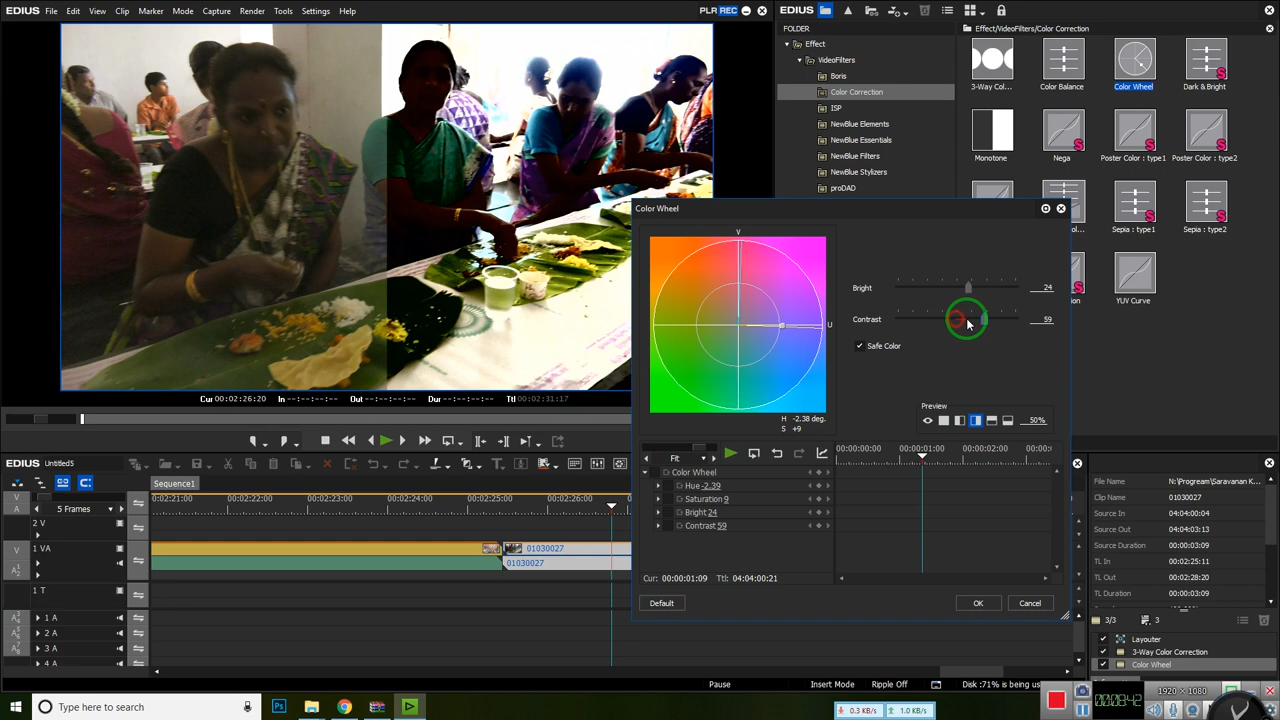 EDIUS File Edit View Clip Marker Mode Capture Render Tools Settings Help PLR REC
EDIUS
FOLDER
Effect
VideoFilters
Boris
Color Correction
ISP
NewBlue Elements
NewBlue Essentials
NewBlue Filters
NewBlue Stylizers
proDAD
Effect/VideoFilters/Color Correction
3-Way Col... Color Balance Color Wheel Dark & Bright
Monotone Nega Poster Color : type1 Poster Color : type2
Sepia : type1 Sepia : type2
YUV Curve
Cur 00:02:26:20 In --:--:--:-- Out --:--:--:-- Dur --:--:--:-- Ttl 00:02:31:17
Color Wheel
V
U
H -2.38 deg.
S +9
Bright 24
Contrast 59
Safe Color
Preview
50%
Fit
00:00:00:00 00:00:01:00 00:00:02:00
Color Wheel
Hue -2.39
Saturation 9
Bright 24
Contrast 59
Cur: 00:00:01:09 Ttl: 04:04:00:21
Default OK Cancel
EDIUS Untitled5
Sequence1
V
A
5 Frames
0:02:21:00 00:02:22:00 00:02:23:00 00:02:24:00 00:02:25:00 00:02:26:00
2 V
1 VA
01030027
01030027
1 T
1 A
2 A
3 A
4 A
File Name N:\Progream\Saravanan K...
Clip Name 01030027
Source In 04:04:00:04
Source Out 04:04:03:13
Source Duration 00:00:03:09
TL In 00:02:25:11
TL Out 00:02:28:20
TL Duration 00:00:03:09
3/3 3
Layouter
3-Way Color Correction
Color Wheel
Pause Insert Mode Ripple Off Disk :71% is being us
Type here to search
Ps
0.3 KB/s 1.0 KB/s
1920 × 1080